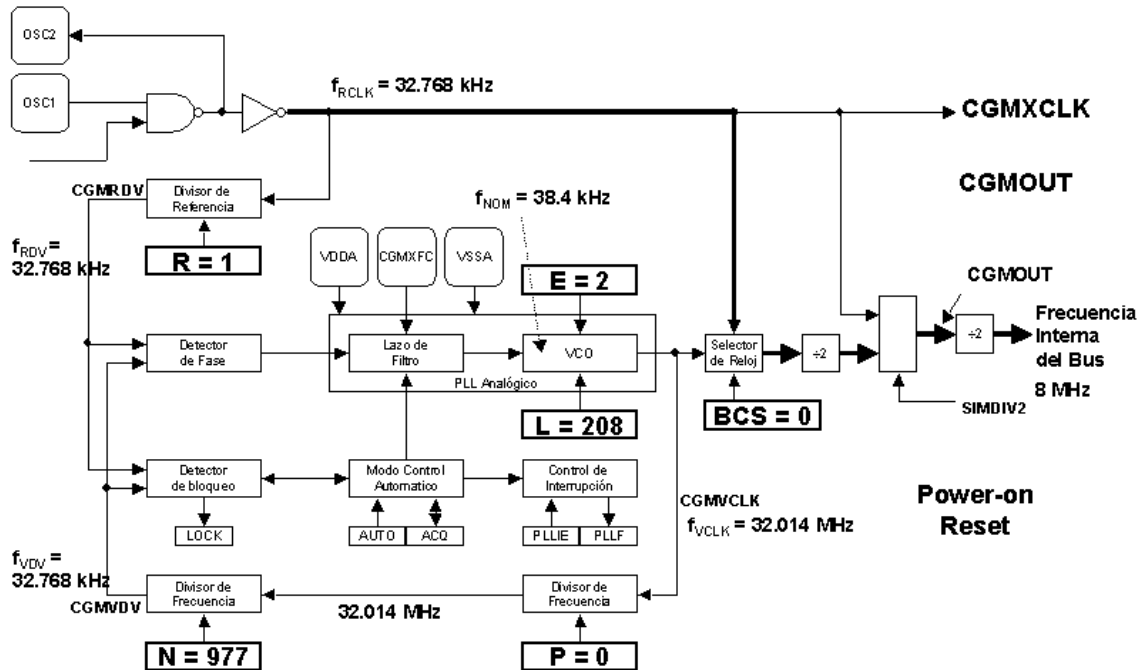 OSC2
OSC1
fRCLK = 32.768 kHz
CGMXCLK
CGMOUT
CGMRDV
Divisor de
Referencia
R = 1
fRDV =
32.768 kHz
fNOM = 38.4 kHz
VDDA
CGMXFC
VSSA
E = 2
Detector
de Fase
Lazo de
Filtro
VCO
PLL Analógico
L = 208
Selector
de Reloj
BCS = 0
÷2
CGMOUT
÷2
SIMDIV2
Frecuencia
Interna
del Bus
8 MHz
Detector
de bloqueo
LOCK
Modo Control
Automatico
AUTO
ACQ
Control de
Interrupción
PLLIE
PLLF
CGMVCLK
fVCLK = 32.014 MHz
Power-on
Reset
fVDV =
32.768 kHz
CGMVDV
Divisor de
Frecuencia
N = 977
32.014 MHz
Divisor de
Frecuencia
P = 0